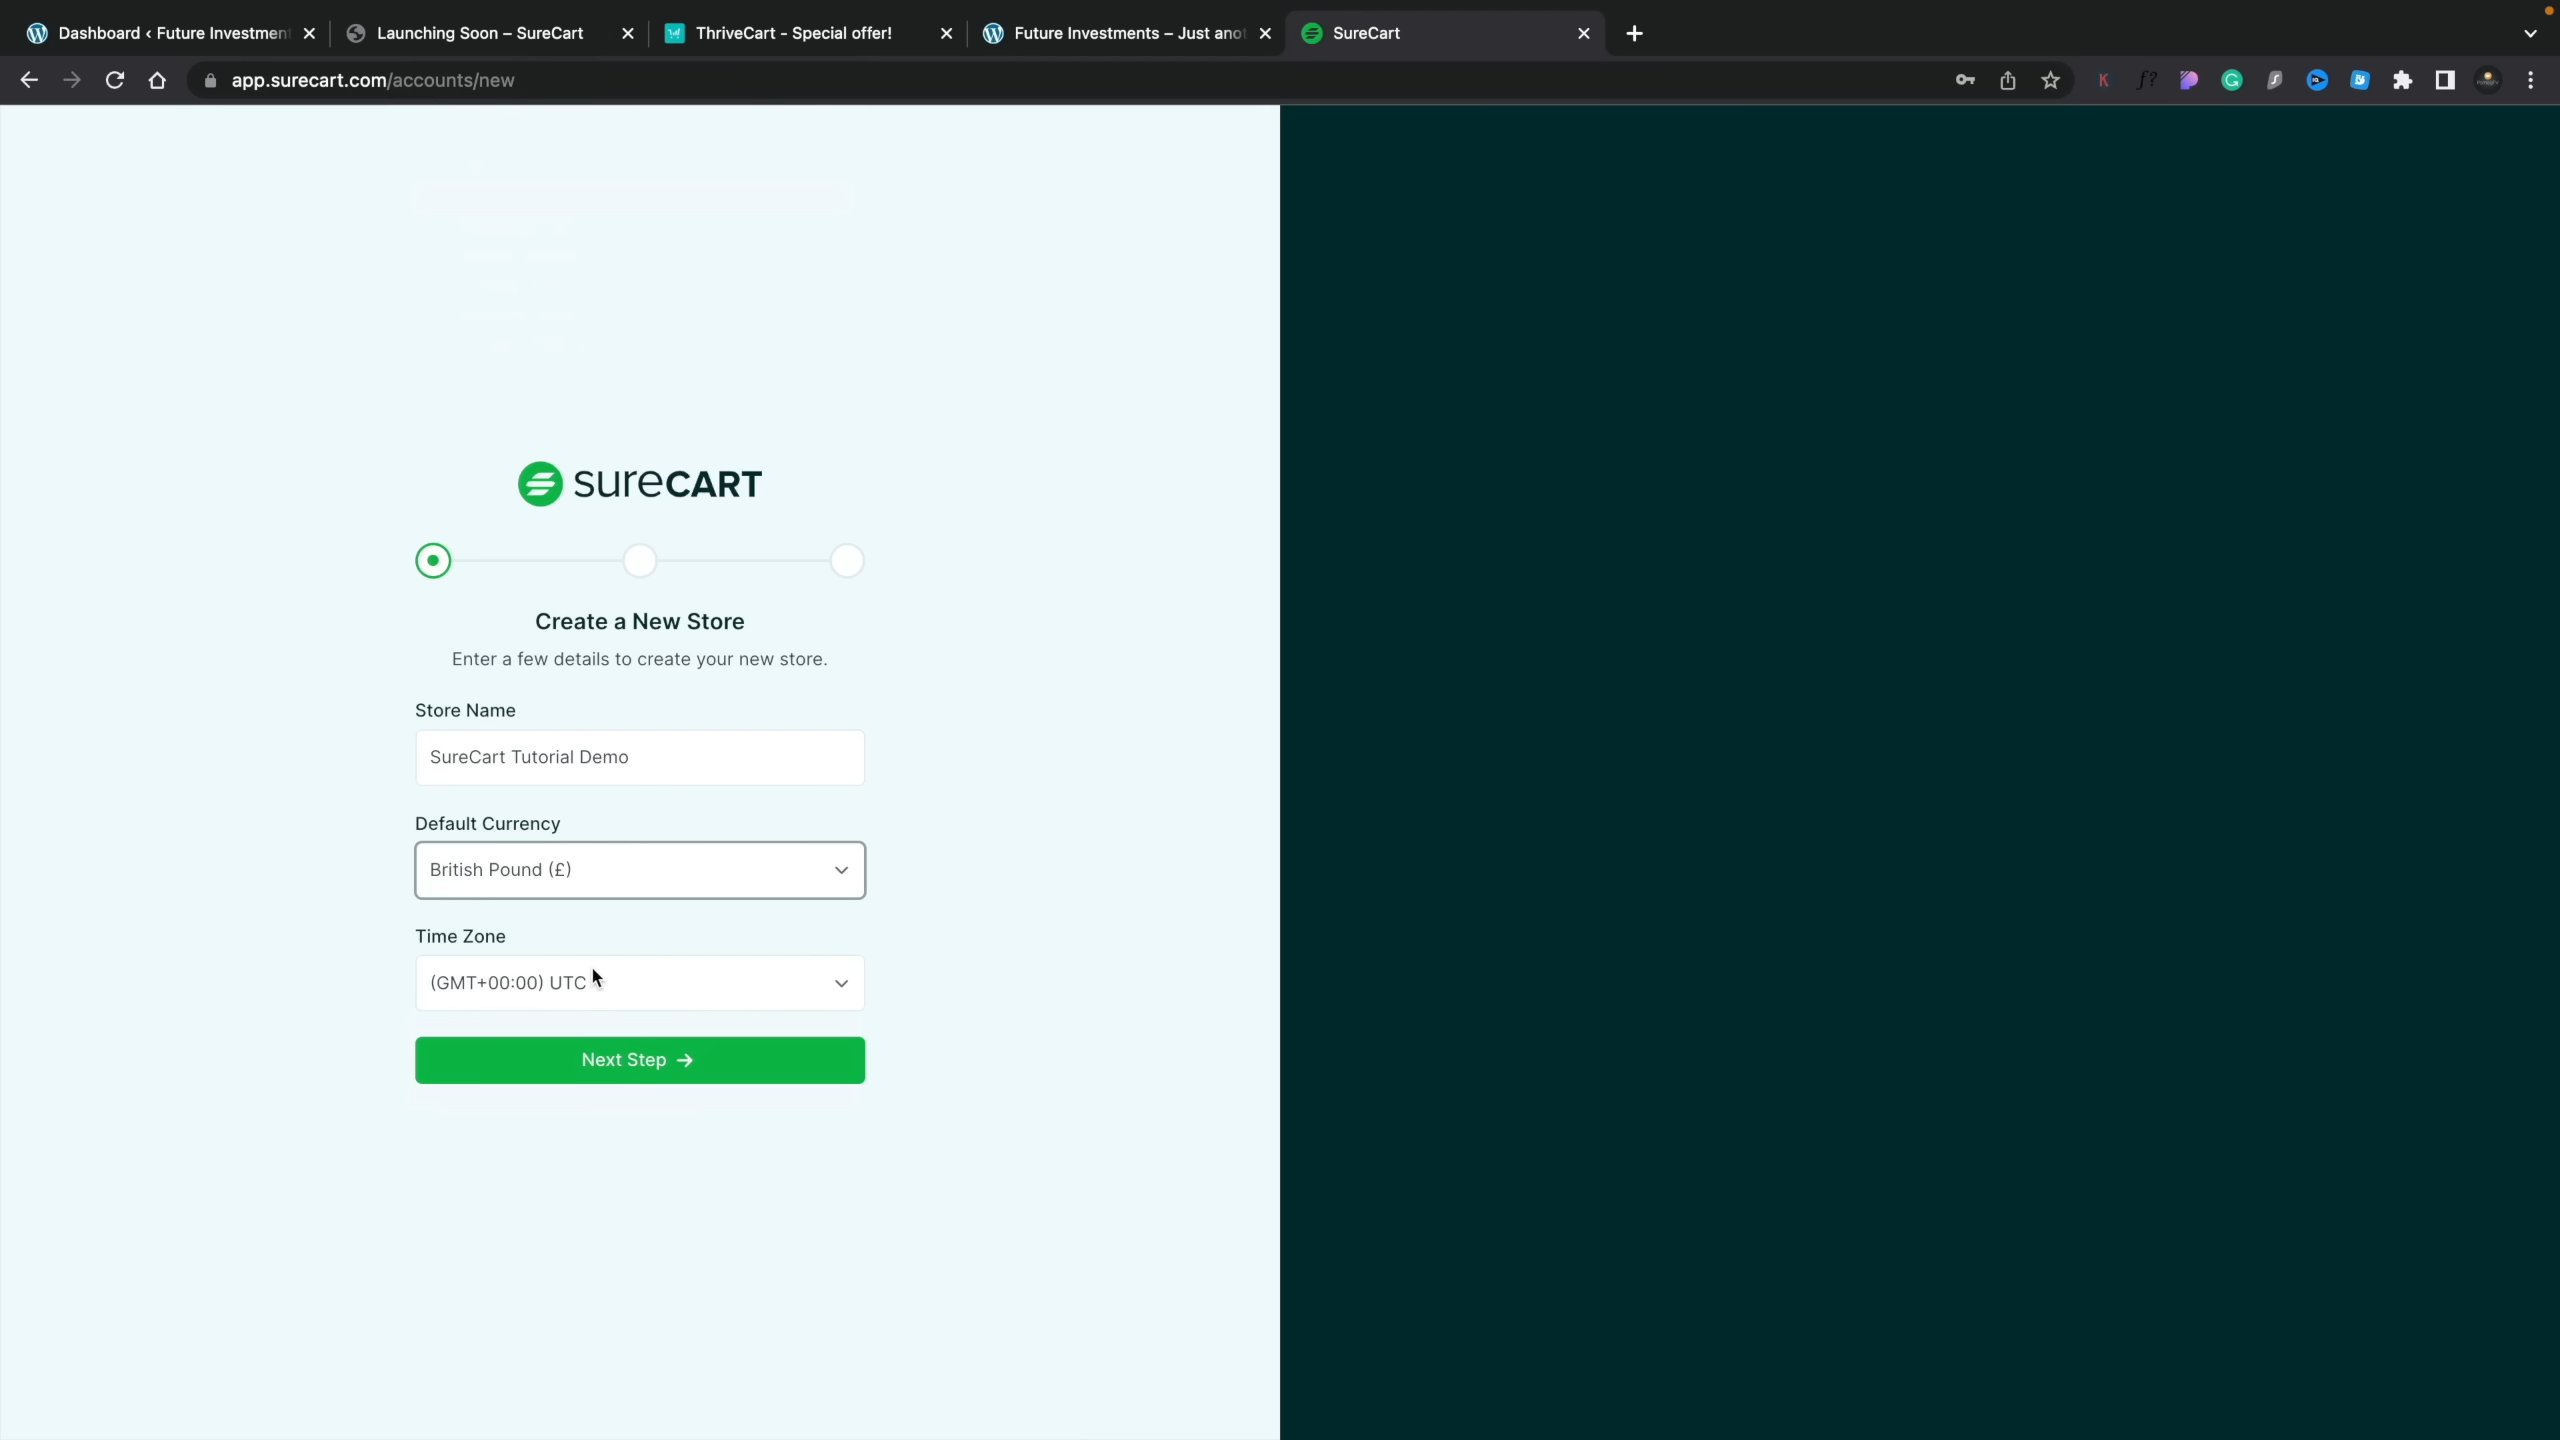 Dashboard ‹ Future Investmen
Launching Soon – SureCart
ThriveCart - Special offer!
Future Investments – Just ano
SureCart
app.surecart.com/accounts/new
sureCART
Create a New Store
Enter a few details to create your new store.
Store Name
SureCart Tutorial Demo
Default Currency
British Pound (£)
Time Zone
(GMT+00:00) UTC
Next Step →